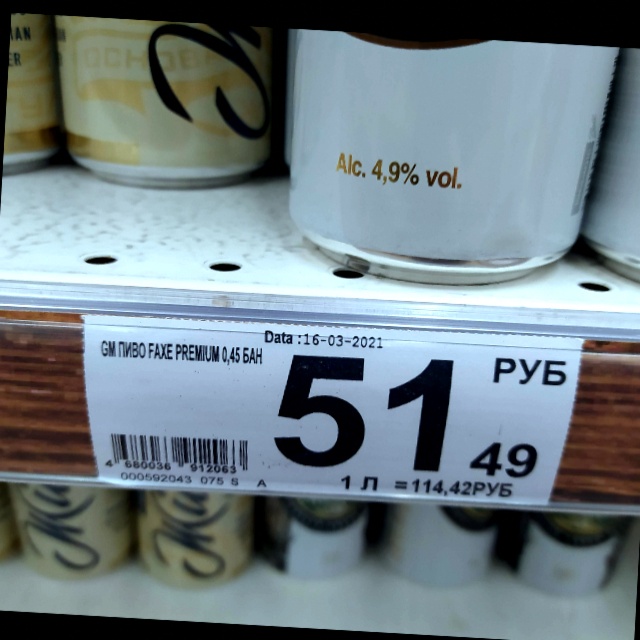 ОСНОВ
Alc. 4,9% vol.
Data :16-03-2021
GM ПИВО FAXE PREMIUM 0,45 БАН
51 49
РУБ
4 680036 912063
000592043 075 S A
1 Л =114,42РУБ